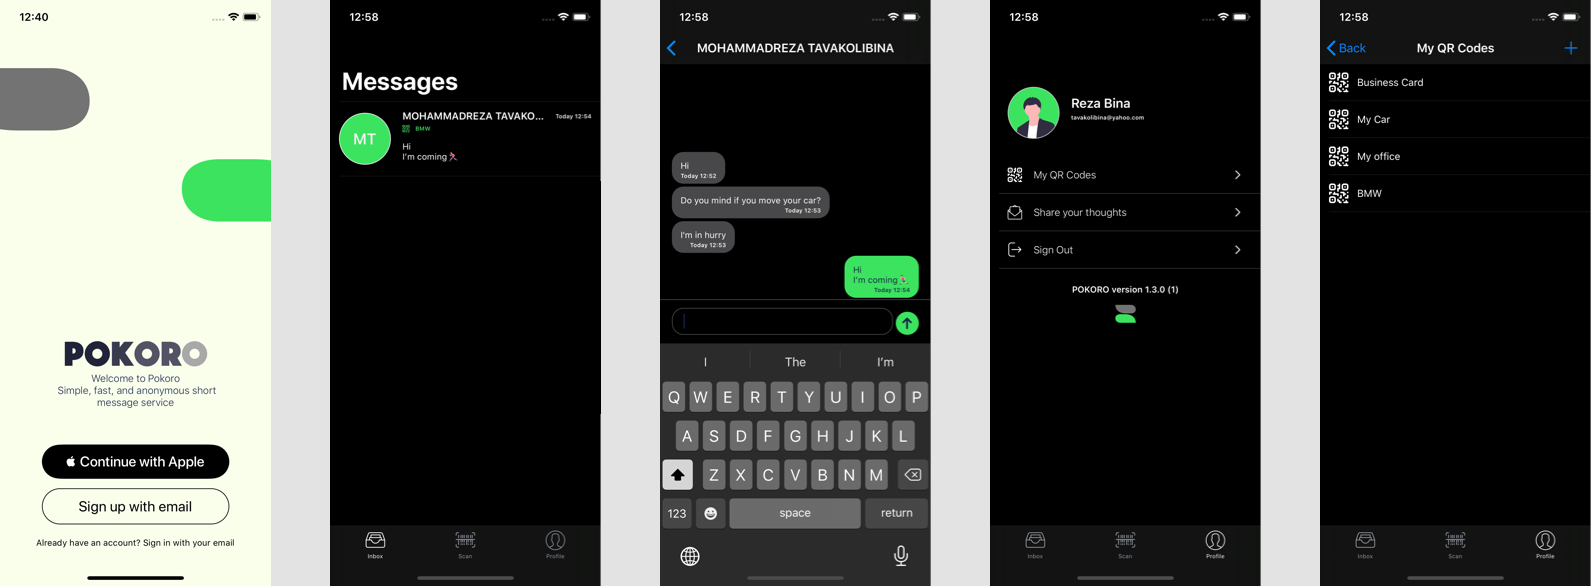 12:40
POKORO
Welcome to Pokoro
Simple, fast, and anonymous short
message service
Continue with Apple
Sign up with email
Already have an account? Sign in with your email
12:58
Messages
MT
MOHAMMADREZA TAVAKO...
Today 12:54
BMW
Hi
I'm coming
Inbox
Scan
Profile
12:58
MOHAMMADREZA TAVAKOLIBINA
Hi
Today 12:52
Do you mind if you move your car?
Today 12:53
I'm in hurry
Today 12:53
Hi
I'm coming
Today 12:54
I The I'm
Q W E R T Y U I O P
A S D F G H J K L
Z X C V B N M
123 space return
12:58
Reza Bina
tavakolibina@yahoo.com
My QR Codes
Share your thoughts
Sign Out
POKORO version 1.3.0 (1)
Inbox
Scan
Profile
12:58
Back
My QR Codes
Business Card
My Car
My office
BMW
Inbox
Scan
Profile